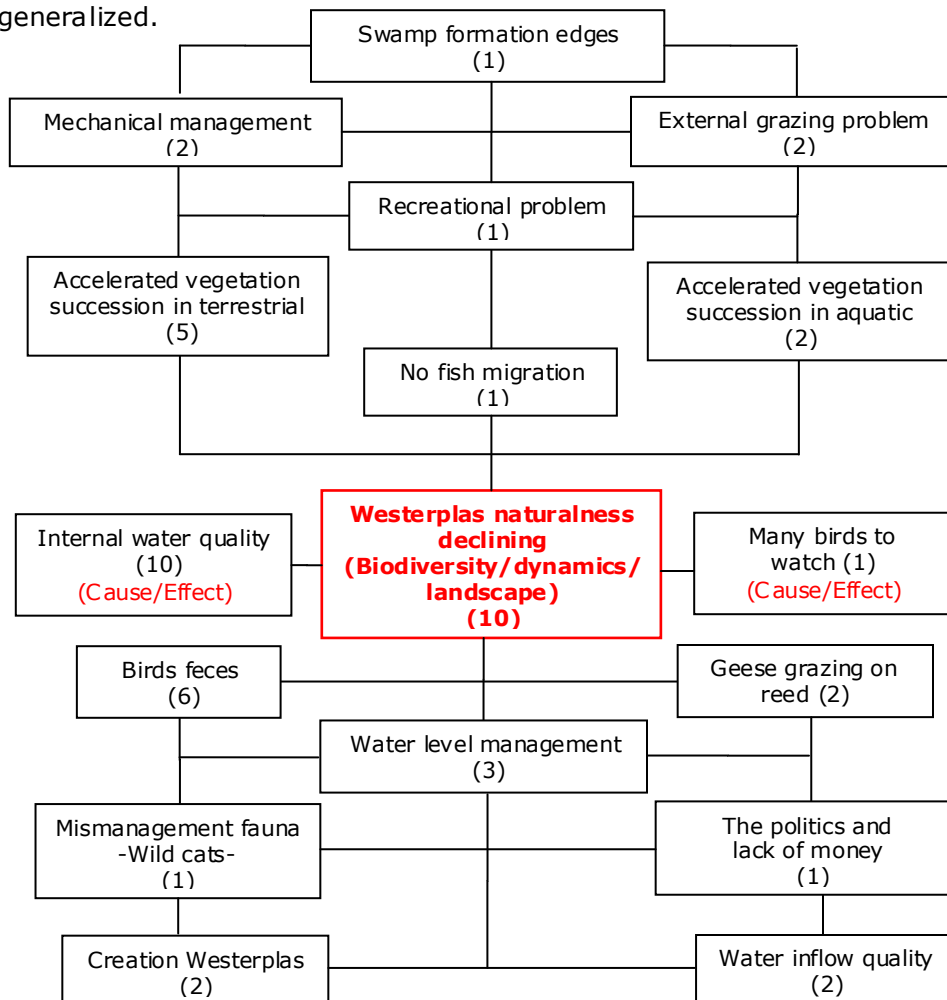 generalized.
Swamp formation edges
(1)
Mechanical management
(2)
External grazing problem
(2)
Recreational problem
(1)
Accelerated vegetation
succession in terrestrial
(5)
Accelerated vegetation
succession in aquatic
(2)
No fish migration
(1)
Westerplas naturalness
declining
(Biodiversity/dynamics/
landscape)
(10)
Internal water quality
(10)
(Cause/Effect)
Many birds to
watch (1)
(Cause/Effect)
Birds feces
(6)
Geese grazing on
reed (2)
Water level management
(3)
Mismanagement fauna
-Wild cats-
(1)
The politics and
lack of money
(1)
Creation Westerplas
(2)
Water inflow quality
(2)